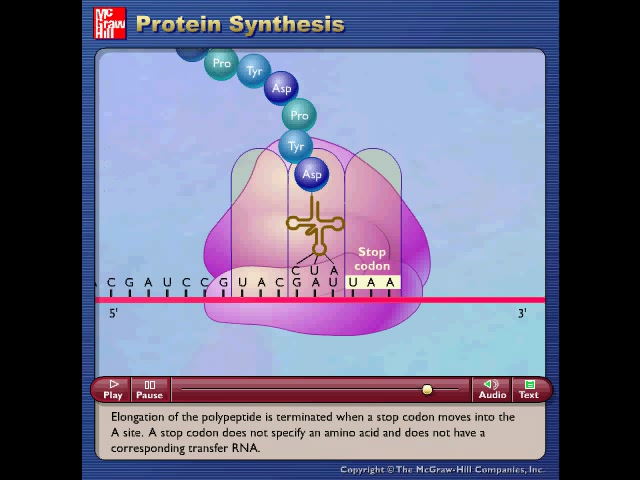 Mc
Graw
Hill
Protein Synthesis
Pro
Tyr
Asp
Pro
Tyr
Asp
Stop
codon
C U A
A C G A U C C G U A C G A U U A A
5' 3'
Play Pause Audio Text
Elongation of the polypeptide is terminated when a stop codon moves into the
A site. A stop codon does not specify an amino acid and does not have a
corresponding transfer RNA.
Copyright © The McGraw-Hill Companies, Inc.